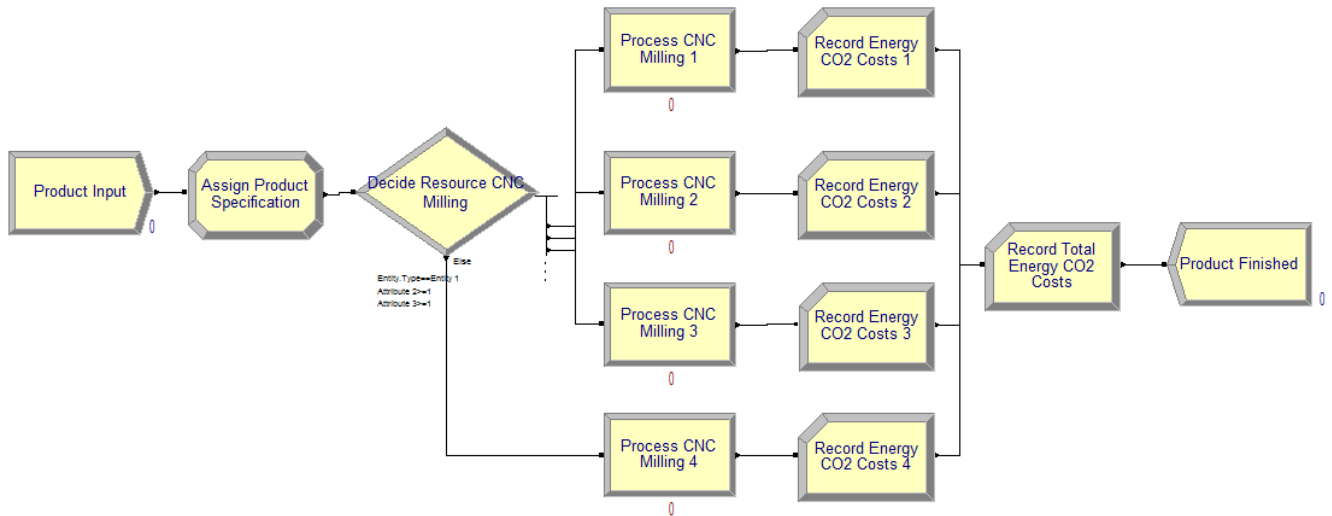 Product Input
0
Assign Product
Specification
Decide Resource CNC
Milling
Else
Entity.Type==Entity 1
Attribute 2>=1
Attribute 3>=1
Process CNC
Milling 1
0
Record Energy
CO2 Costs 1
Process CNC
Milling 2
0
Record Energy
CO2 Costs 2
Process CNC
Milling 3
0
Record Energy
CO2 Costs 3
Process CNC
Milling 4
0
Record Energy
CO2 Costs 4
Record Total
Energy CO2
Costs
Product Finished
0